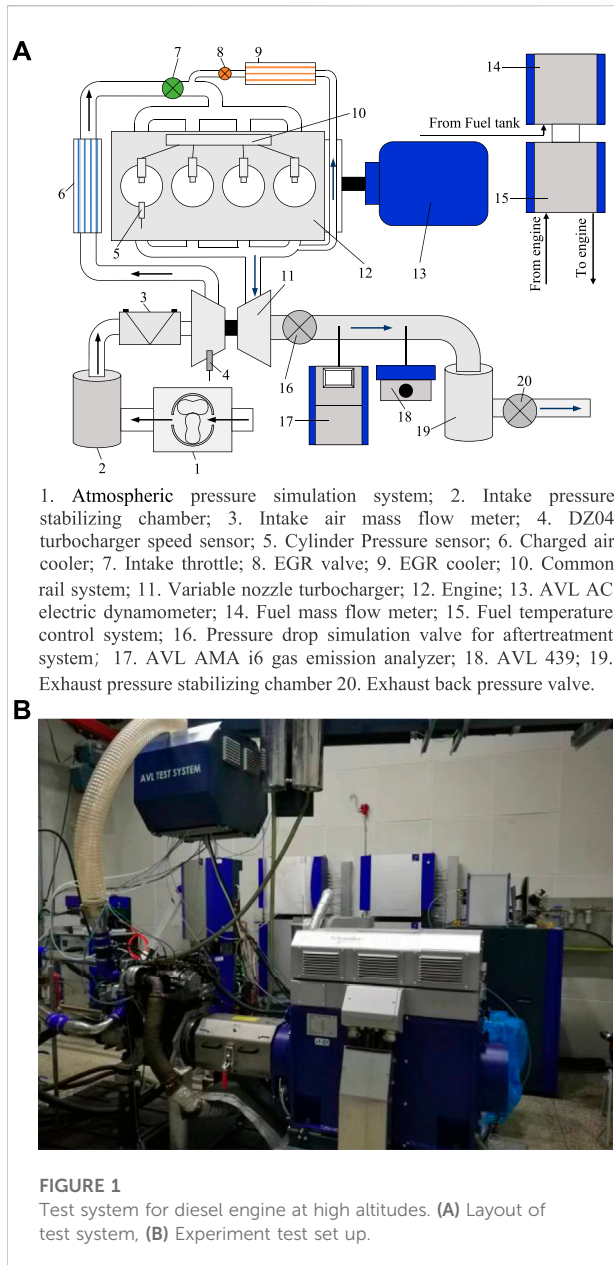 A
7
8
9
14
10
From Fuel tank
6
15
5
12
13
From engine
To engine
11
3
4
16
17
18
19
20
2
1
1. Atmospheric pressure simulation system; 2. Intake pressure
stabilizing chamber; 3. Intake air mass flow meter; 4. DZ04
turbocharger speed sensor; 5. Cylinder Pressure sensor; 6. Charged air
cooler; 7. Intake throttle; 8. EGR valve; 9. EGR cooler; 10. Common
rail system; 11. Variable nozzle turbocharger; 12. Engine; 13. AVL AC
electric dynamometer; 14. Fuel mass flow meter; 15. Fuel temperature
control system; 16. Pressure drop simulation valve for aftertreatment
system; 17. AVL AMA i6 gas emission analyzer; 18. AVL 439; 19.
Exhaust pressure stabilizing chamber 20. Exhaust back pressure valve.
B
AVL TEST SYSTEM
FIGURE 1
Test system for diesel engine at high altitudes. (A) Layout of
test system, (B) Experiment test set up.